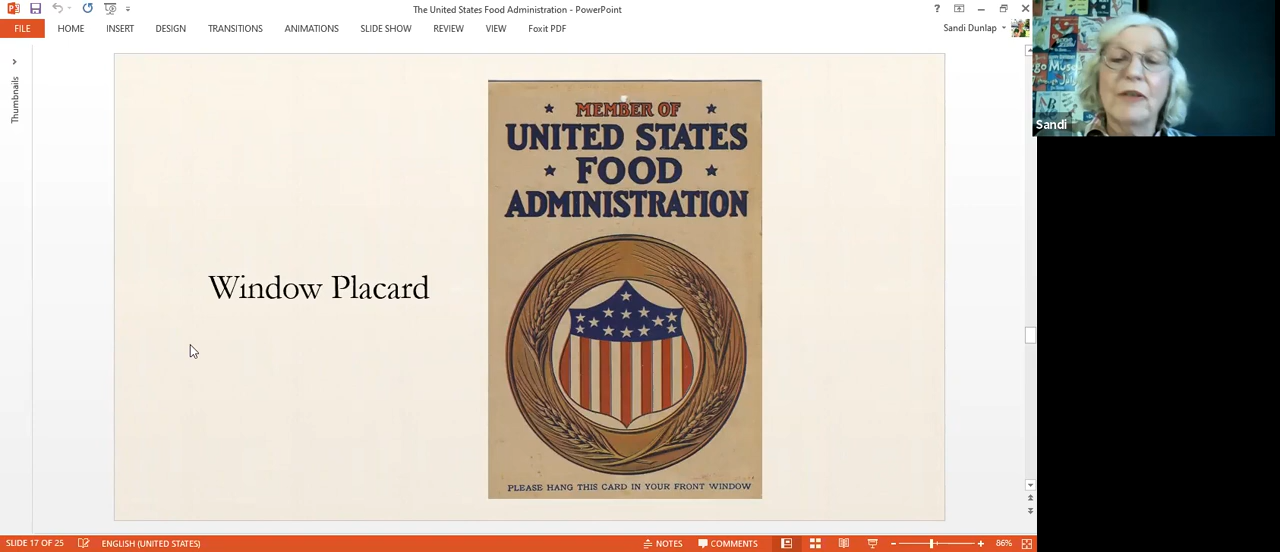 The United States Food Administration - PowerPoint
?
FILE HOME INSERT DESIGN TRANSITIONS ANIMATIONS SLIDE SHOW REVIEW VIEW Foxit PDF
Sandi Dunlap
Thumbnails
MEMBER OF
UNITED STATES
FOOD
ADMINISTRATION
Window Placard
PLEASE HANG THIS CARD IN YOUR FRONT WINDOW
Sandi
SLIDE 17 OF 25 ENGLISH (UNITED STATES) NOTES COMMENTS 86%